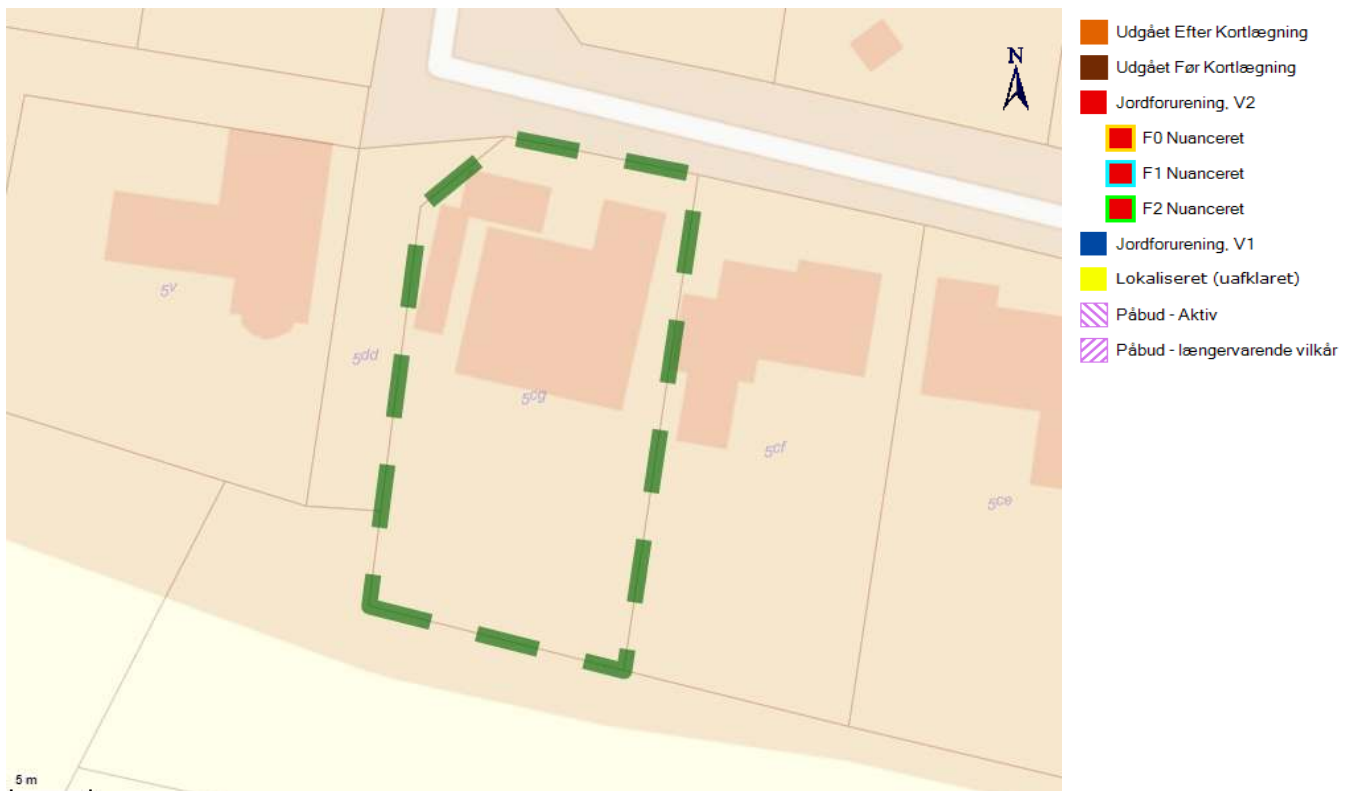 N
5v
5dd
5cg
5cf
5ce
5 m
Udgået Efter Kortlægning
Udgået Før Kortlægning
Jordforurening, V2
F0 Nuanceret
F1 Nuanceret
F2 Nuanceret
Jordforurening, V1
Lokaliseret (uafklaret)
Påbud - Aktiv
Påbud - længervarende vilkår